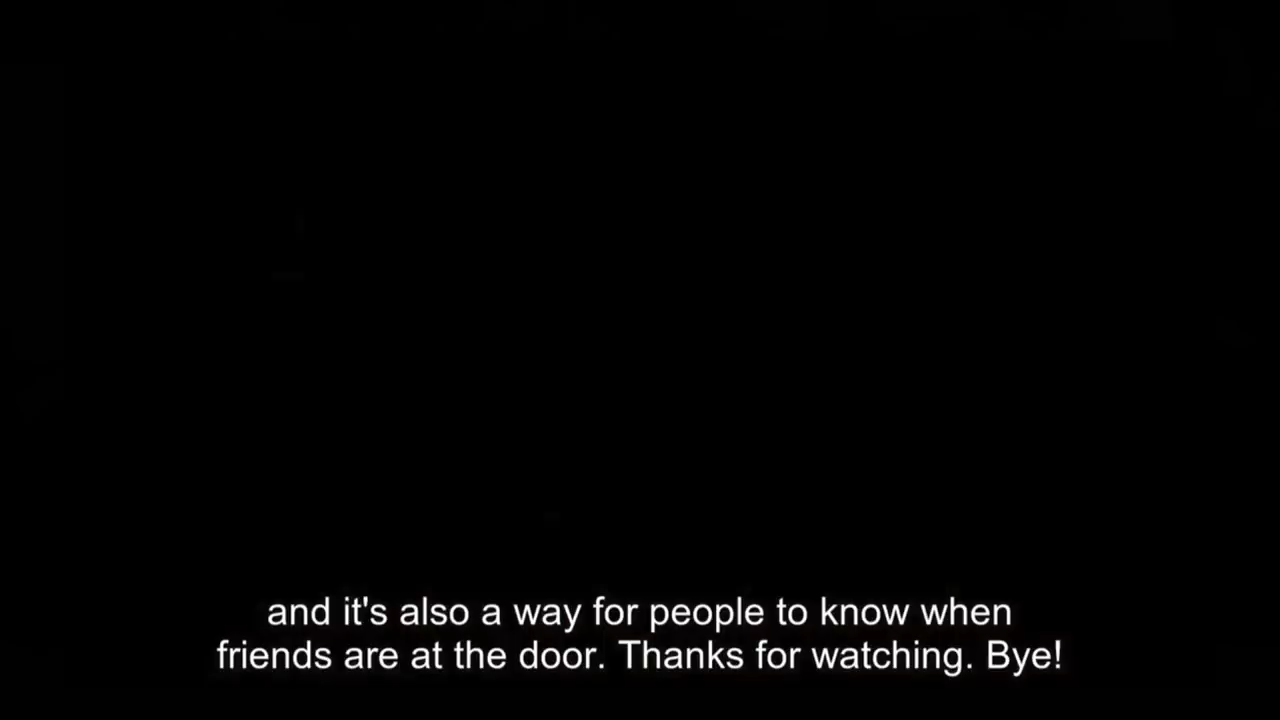 and it's also a way for people to know when
friends are at the door. Thanks for watching. Bye!